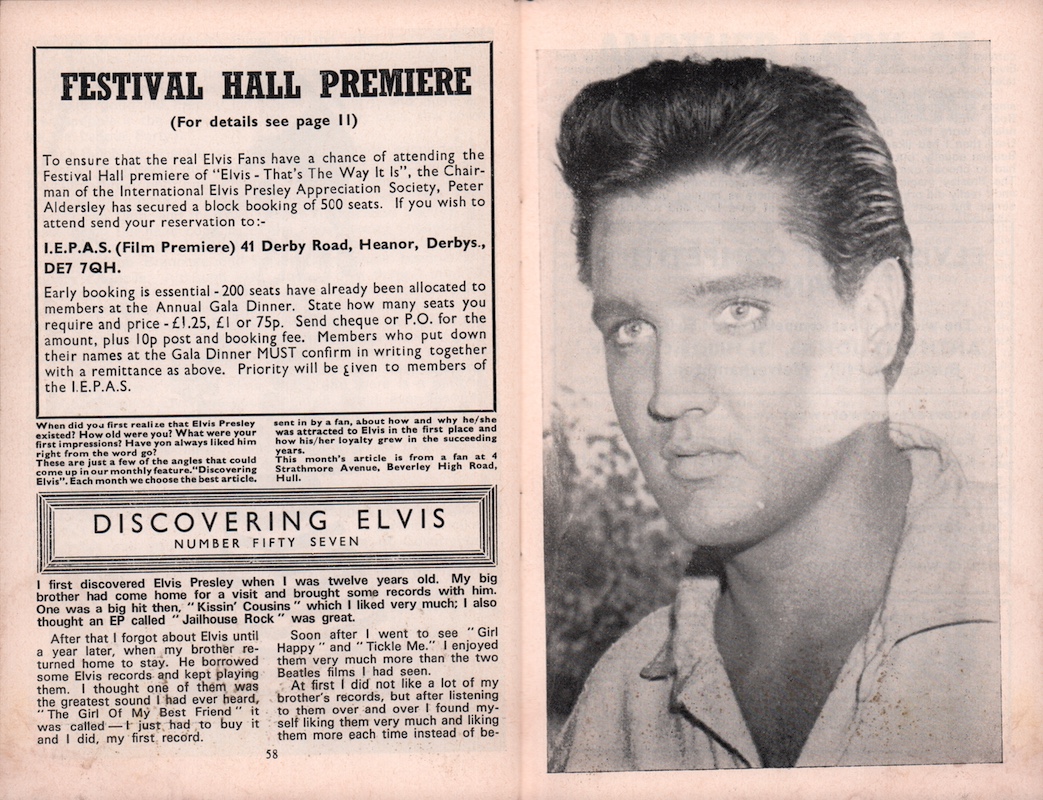 FESTIVAL HALL PREMIERE
(For details see page 11)
To ensure that the real Elvis Fans have a chance of attending the
Festival Hall premiere of "Elvis - That's The Way It Is", the Chair-
man of the International Elvis Presley Appreciation Society, Peter
Aldersley has secured a block booking of 500 seats. If you wish to
attend send your reservation to:-
I.E.P.A.S. (Film Premiere) 41 Derby Road, Heanor, Derbys.,
DE7 7QH.
Early booking is essential - 200 seats have already been allocated to
members at the Annual Gala Dinner. State how many seats you
require and price - £1.25, £1 or 75p. Send cheque or P.O. for the
amount, plus 10p post and booking fee. Members who put down
their names at the Gala Dinner MUST confirm in writing together
with a remittance as above. Priority will be given to members of
the I.E.P.A.S.
When did you first realize that Elvis Presley
existed? How old were you? What were your
first impressions? Have you always liked him
right from the word go?
These are just a few of the angles that could
come up in our monthly feature. "Discovering
Elvis". Each month we choose the best article.
sent in by a fan, about how and why he/she
was attracted to Elvis in the first place and
how his/her loyalty grew in the succeeding
years.
This month's article is from a fan at 4
Strathmore Avenue, Beverley High Road,
Hull.
DISCOVERING ELVIS
NUMBER FIFTY SEVEN
I first discovered Elvis Presley when I was twelve years old. My big
brother had come home for a visit and brought some records with him.
One was a big hit then, "Kissin' Cousins" which I liked very much; I also
thought an EP called "Jailhouse Rock" was great.
After that I forgot about Elvis until
a year later, when my brother re-
turned home to stay. He borrowed
some Elvis records and kept playing
them. I thought one of them was
the greatest sound I had ever heard,
"The Girl Of My Best Friend" it
was called — I just had to buy it
and I did, my first record.
Soon after I went to see "Girl
Happy" and "Tickle Me." I enjoyed
them very much more than the two
Beatles films I had seen.
At first I did not like a lot of my
brother's records, but after listening
to them over and over I found my-
self liking them very much and liking
them more each time instead of be-
58